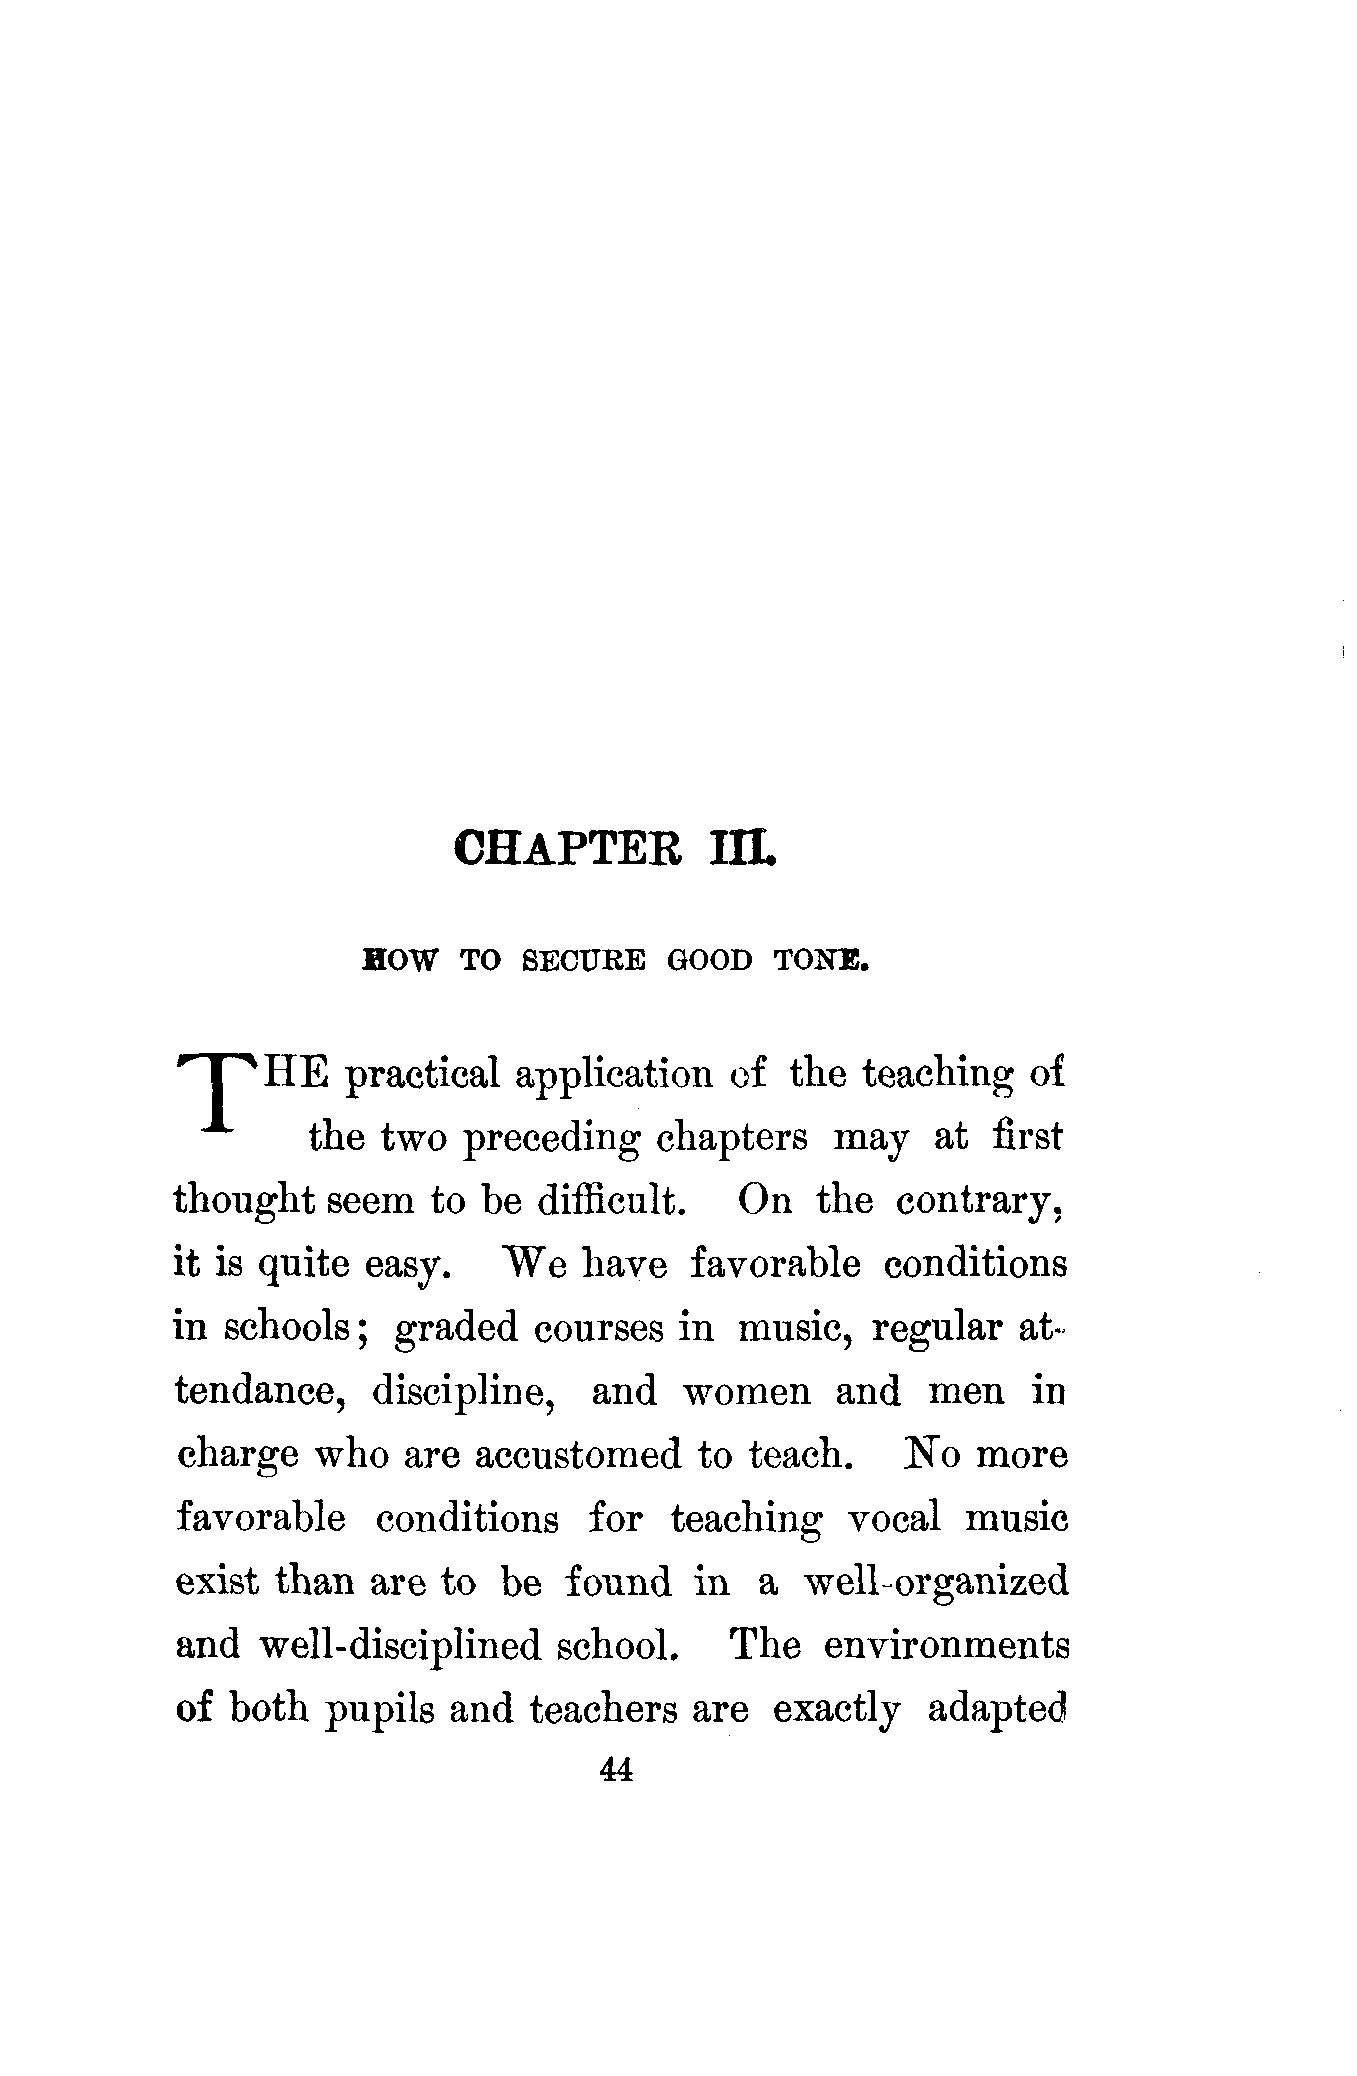 CHAPTER III.
HOW TO SECURE GOOD TONE.
THE practical application of the teaching of
the two preceding chapters may at first
thought seem to be difficult. On the contrary,
it is quite easy. We have favorable conditions
in schools; graded courses in music, regular at-
tendance, discipline, and women and men in
charge who are accustomed to teach. No more
favorable conditions for teaching vocal music
exist than are to be found in a well-organized
and well-disciplined school. The environments
of both pupils and teachers are exactly adapted
44